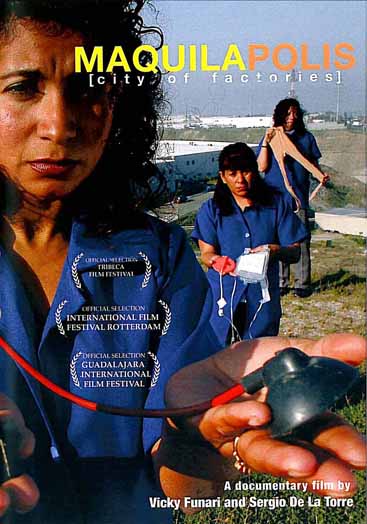 MAQUILAPOLIS
[city of factories]
OFFICIAL SELECTION
TRIBECA
FILM FESTIVAL
OFFICIAL SELECTION
INTERNATIONAL FILM
FESTIVAL ROTTERDAM
OFFICIAL SELECTION
GUADALAJARA
INTERNATIONAL
FILM FESTIVAL
A documentary film by
Vicky Funari and Sergio De La Torre